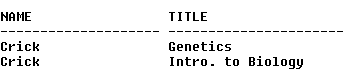 NAME                 TITLE
-------------------- ----------------------
Crick                Genetics
Crick                Intro. to Biology